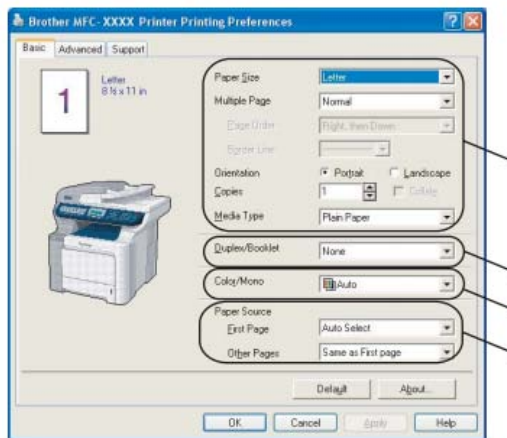 Brother MFC-XXXX Printer Printing Preferences
Basic Advanced Support
Letter
8 ½ x 11 in
1
Paper Size Letter
Multiple Page Normal
Page Order Right, then Down
Border Line
Orientation Portrait Landscape
Copies 1 Collate
Media Type Plain Paper
Duplex/Booklet None
Color/Mono Auto
Paper Source
First Page Auto Select
Other Pages Same as First page
Default About...
OK Cancel Apply Help